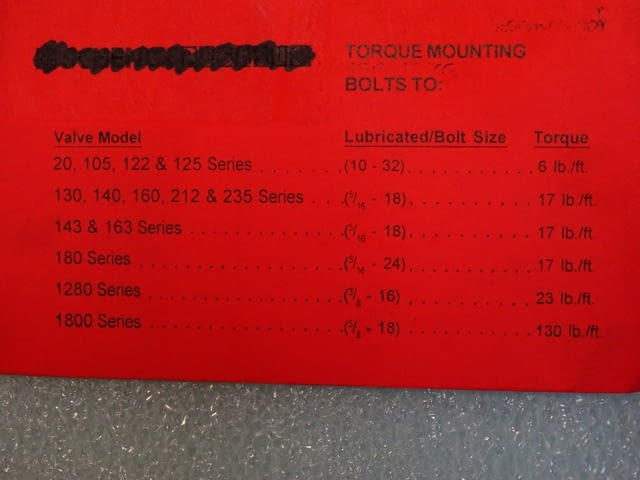 TORQUE MOUNTING
BOLTS TO:
Valve Model Lubricated/Bolt Size Torque
20, 105, 122 & 125 Series . . . . . . . (10 - 32). . . . . . . . . . . 6 lb./ft.
130, 140, 160, 212 & 235 Series . . . (5/16 - 18). . . . . . . . . . . 17 lb./ft.
143 & 163 Series . . . . . . . . . . . . . . (5/16 - 18). . . . . . . . . . . 17 lb./ft.
180 Series . . . . . . . . . . . . . . . . . . (5/16 - 24) . . . . . . . . . . 17 lb./ft.
1280 Series . . . . . . . . . . . . . . . . . (3/8 - 16) . . . . . . . . . . 23 lb./ft.
1800 Series . . . . . . . . . . . . . . . . . (5/8 - 18) . . . . . . . . . . 130 lb./ft.